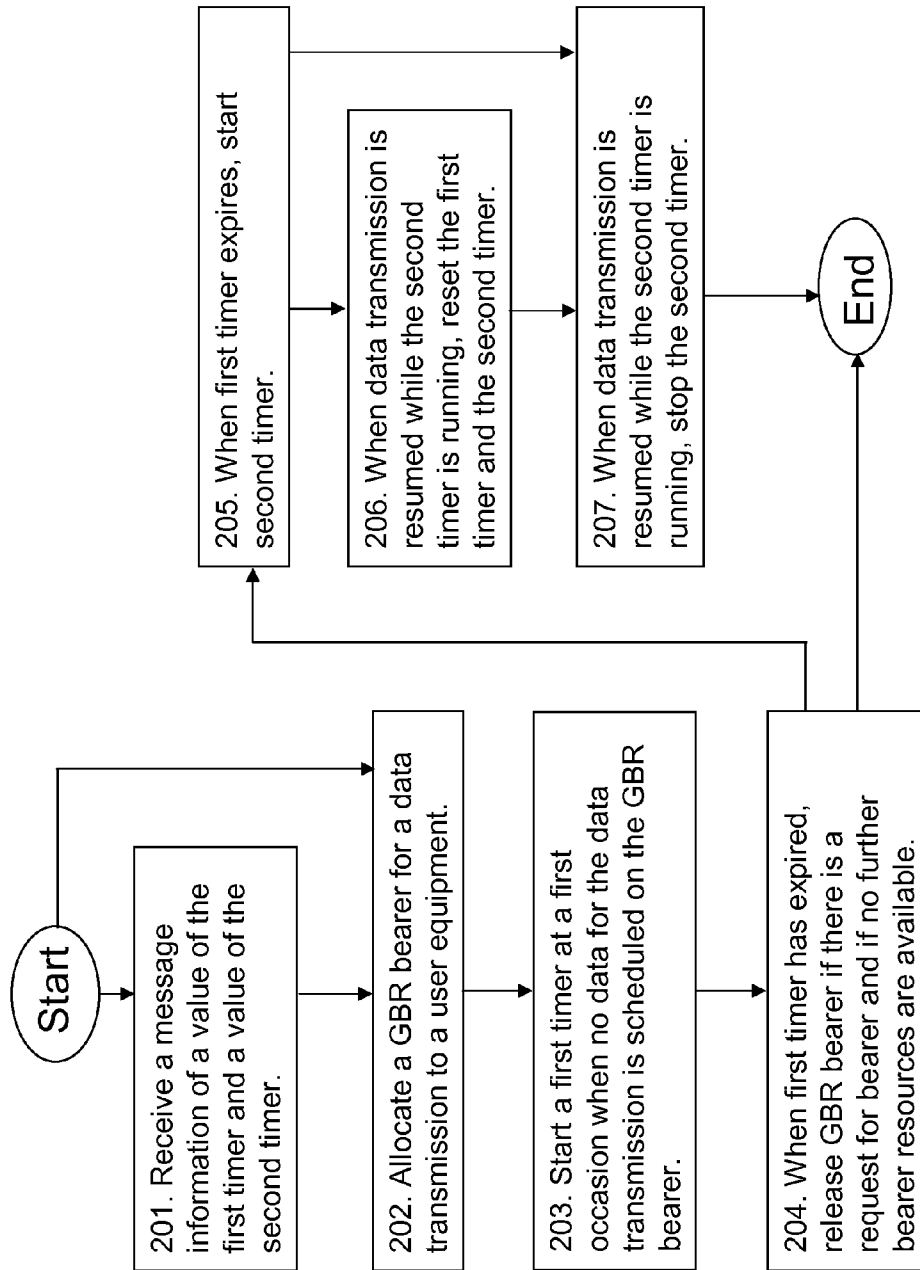 Start
201. Receive a message
information of a value of the
first timer and a value of the
second timer.
202. Allocate a GBR bearer for a data
transmission to a user equipment.
203. Start a first timer at a first
occasion when no data for the data
transmission is scheduled on the GBR
bearer.
204. When first timer has expired,
release GBR bearer if there is a
request for bearer and if no further
bearer resources are available.
205. When first timer expires, start
second timer.
206. When data transmission is
resumed while the second
timer is running, reset the first
timer and the second timer.
207. When data transmission is
resumed while the second timer is
running, stop the second timer.
End